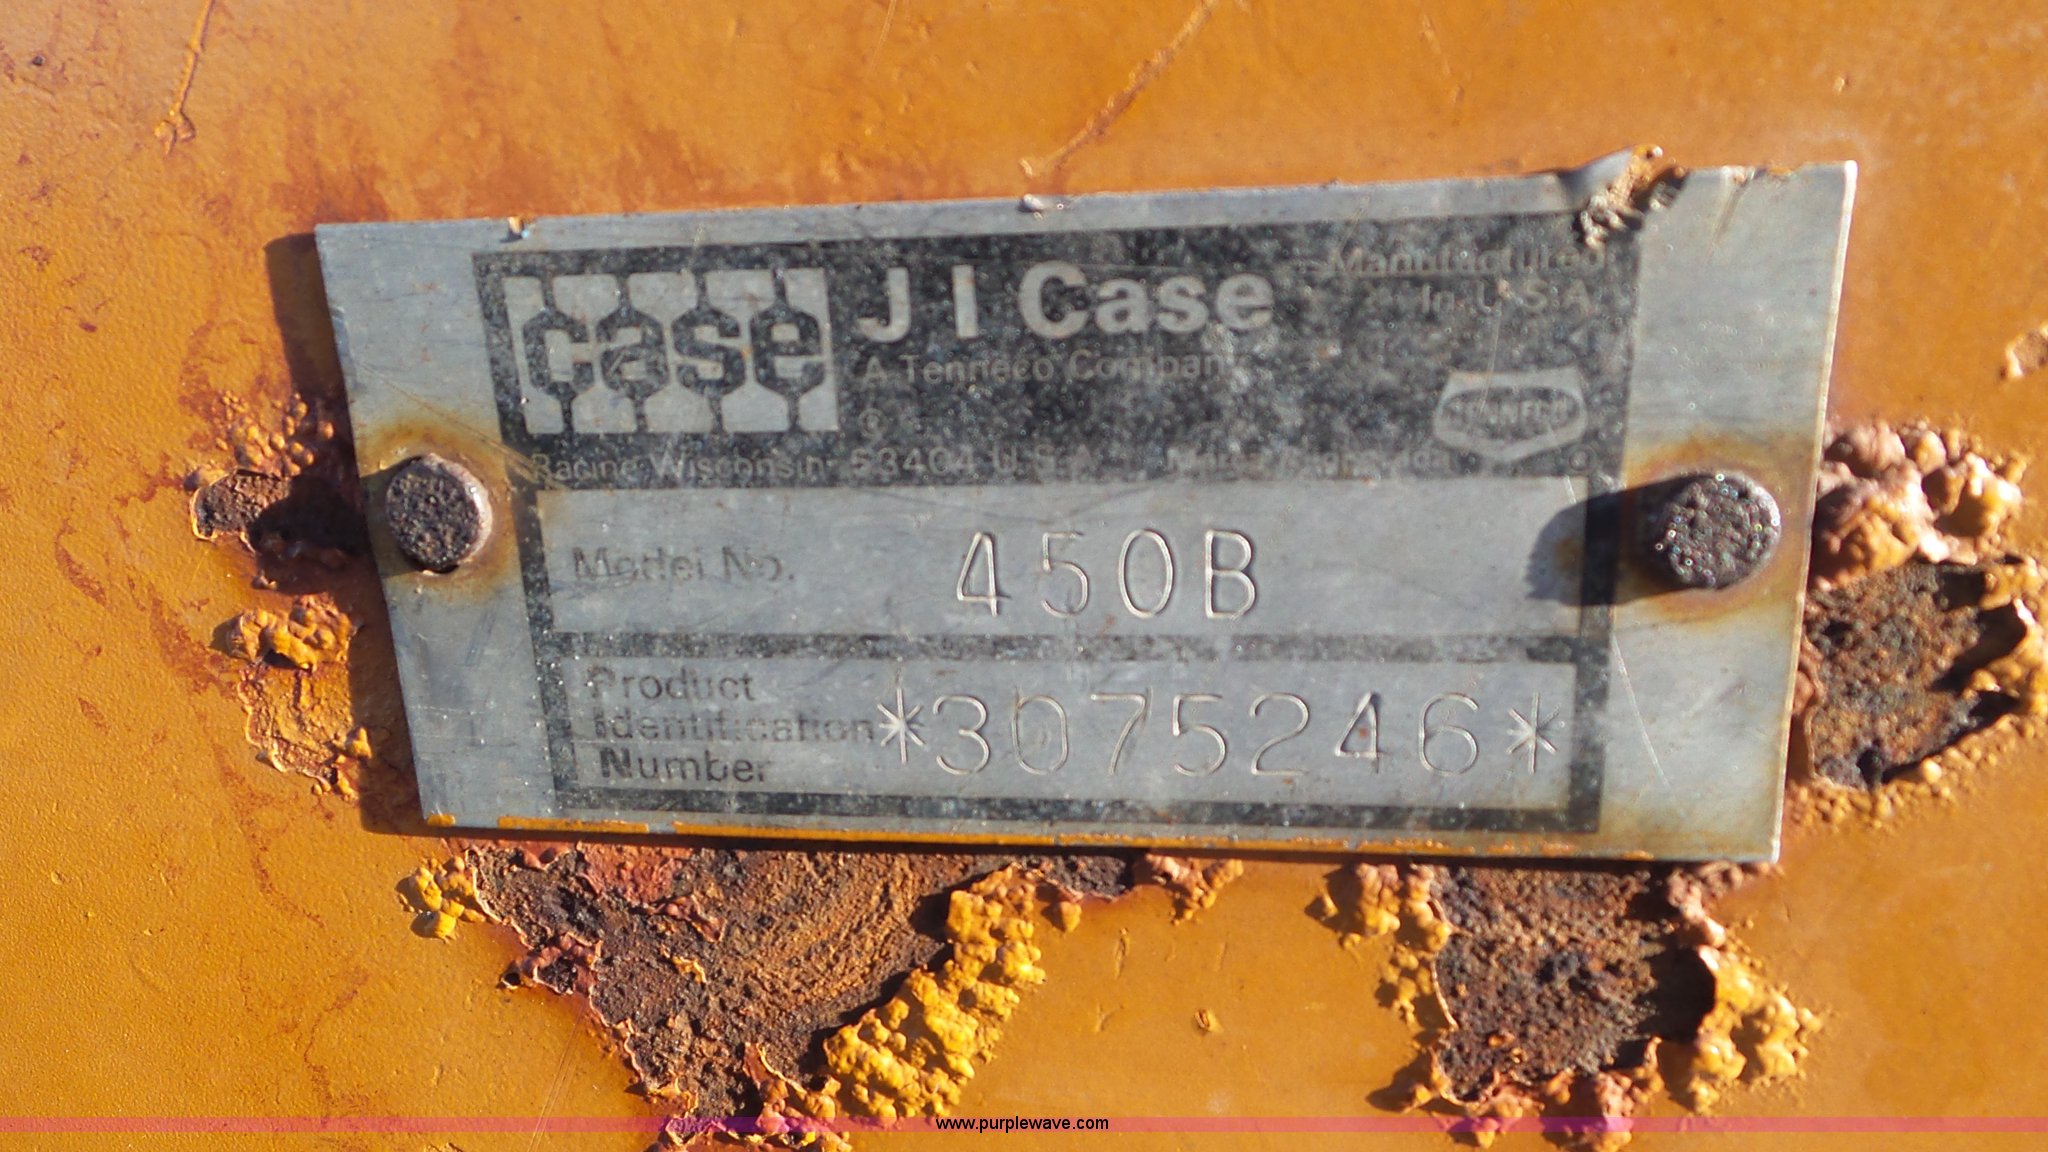 case
J I Case
Manufactured
In U.S.A.
A Tenneco Company
®
TENNECO
®
Racine Wisconsin 53404 U.S.A.
Model No. 450B
Product
Identification
Number *3075246*
www.purplewave.com